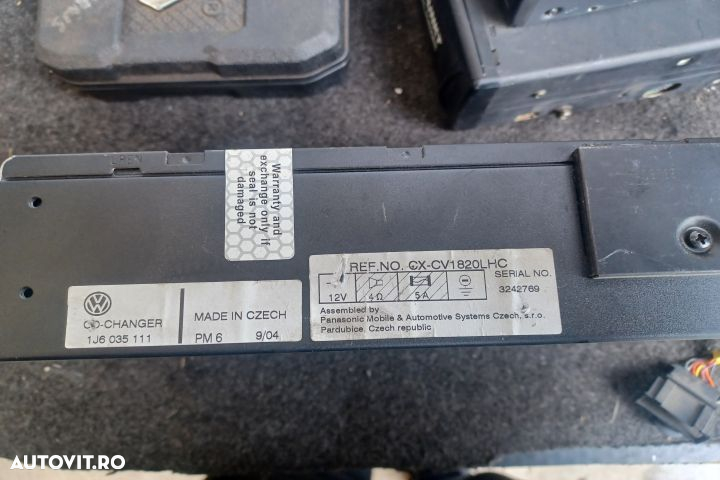 OPEN
Warranty and
exchange only if
seal is not
damaged
CD-CHANGER
1J6 035 111
MADE IN CZECH
PM 6 9/04
REF.NO. CX-CV1820LHC
12V 4Ω 5A
SERIAL NO.
3242769
Assembled by
Panasonic Mobile & Automotive Systems Czech, s.r.o.
Pardubice, Czech republic
AUTOVIT.RO